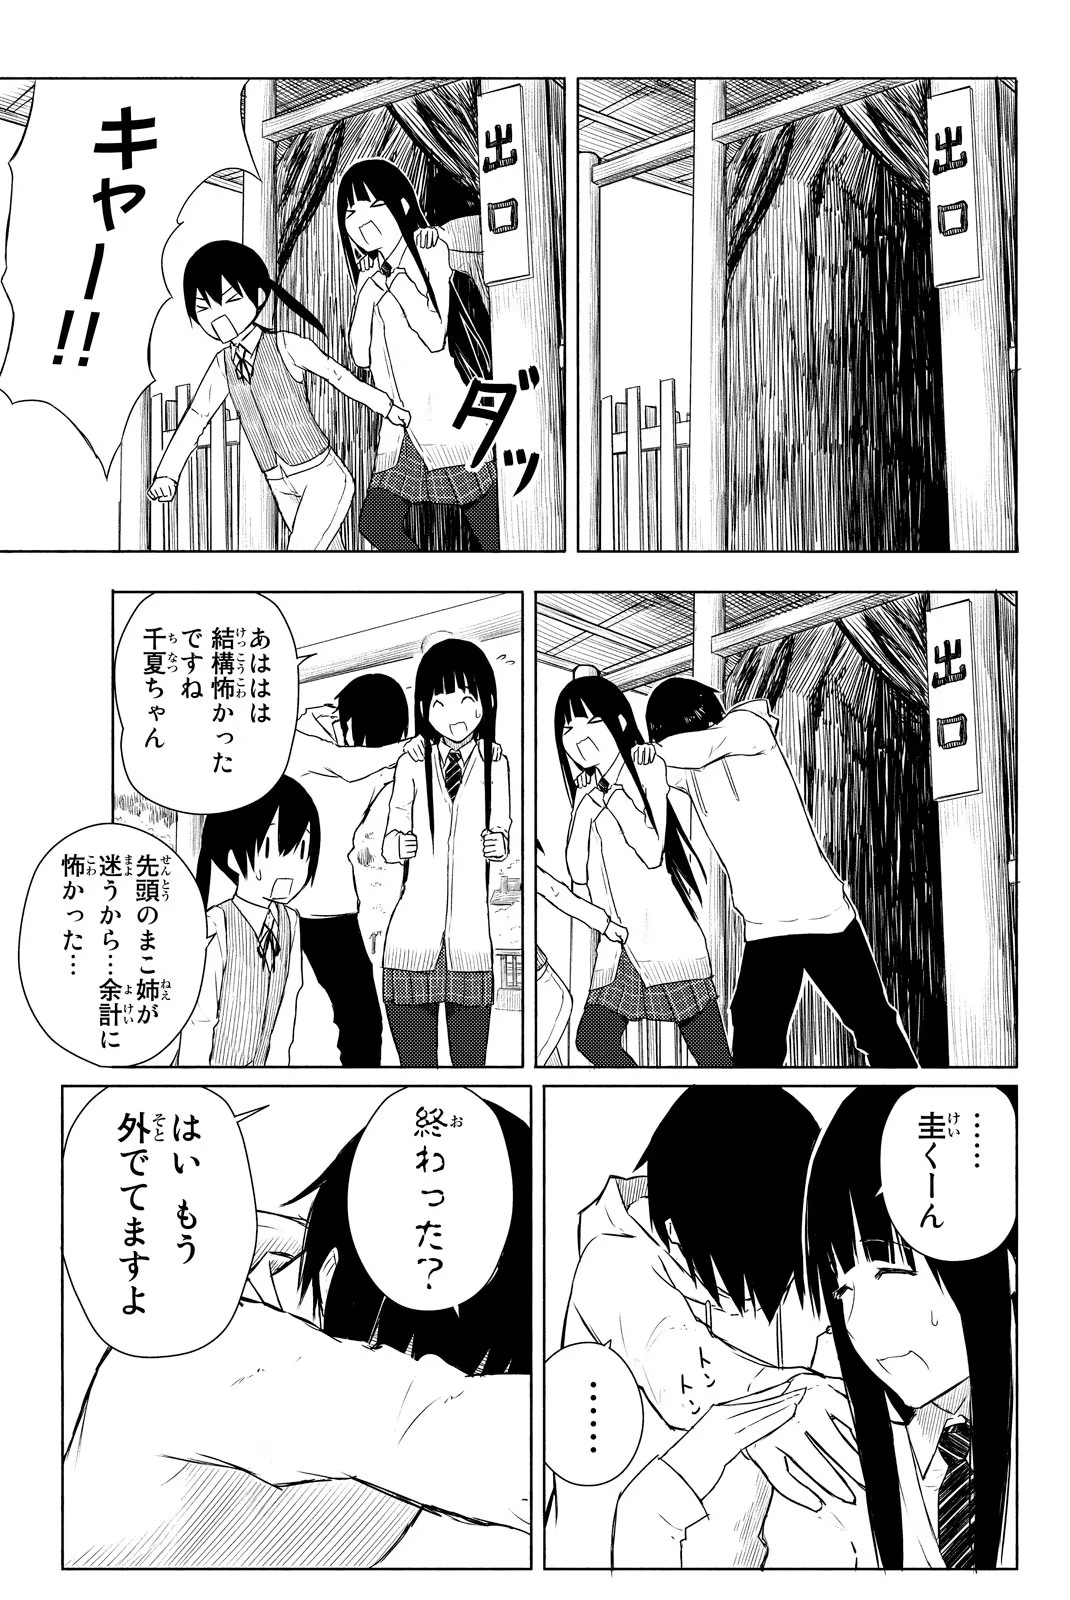 出口
出口
キャー!!
ダッ
出口
あははは
結構怖かった
ですね
千夏ちゃん
先頭のまこ姉が
迷うから…余計に
怖かった…
……
圭くーん
トントン
トン
……
終わった?
はい もう
外でてますよ